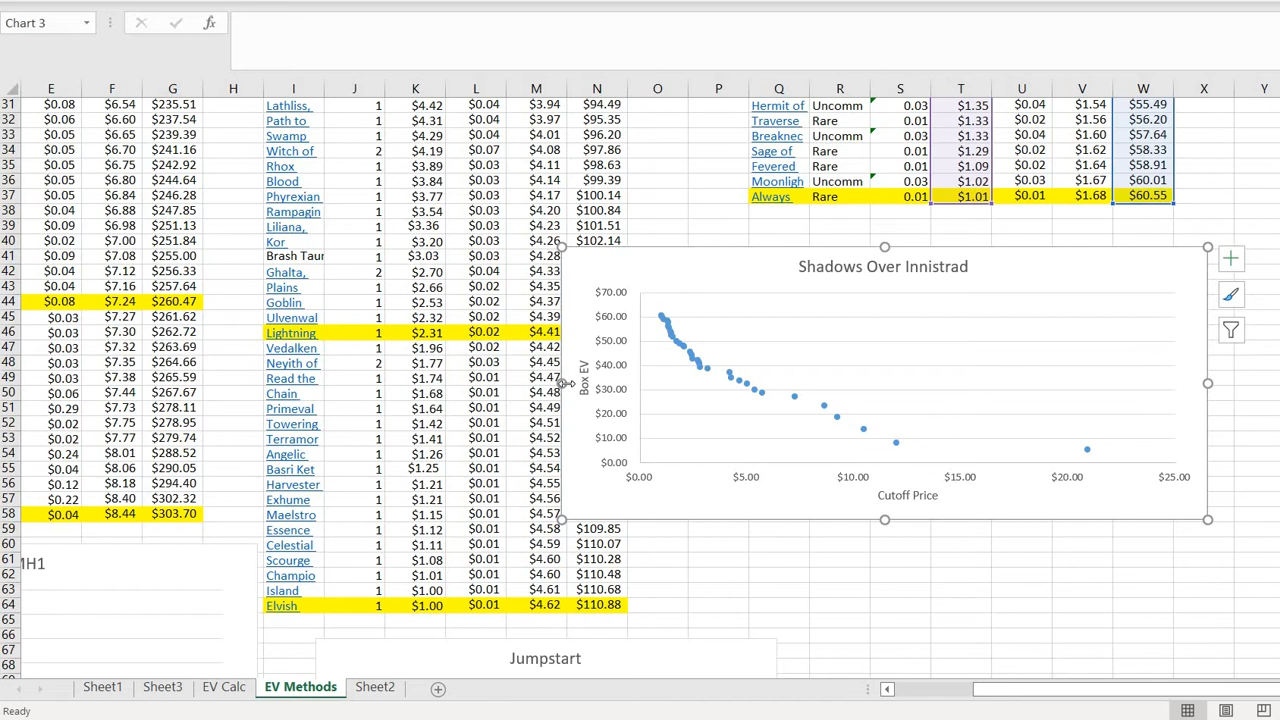 Chart 3
E F G H I J K L M N O P Q R S T U V W X Y
31 $0.08 $6.54 $235.51 Lathliss, 1 $4.42 $0.04 $3.94 $94.49 Hermit of Uncomm 0.03 $1.35 $0.04 $1.54 $55.49
32 $0.06 $6.60 $237.54 Path to 1 $4.31 $0.04 $3.97 $95.35 Traverse Rare 0.01 $1.33 $0.02 $1.56 $56.20
33 $0.05 $6.65 $239.39 Swamp 1 $4.29 $0.04 $4.01 $96.20 Breaknec Uncomm 0.03 $1.33 $0.04 $1.60 $57.64
34 $0.05 $6.70 $241.16 Witch of 2 $4.19 $0.07 $4.08 $97.86 Sage of Rare 0.01 $1.29 $0.02 $1.62 $58.33
35 $0.05 $6.75 $242.92 Rhox 1 $3.89 $0.03 $4.11 $98.63 Fevered Rare 0.01 $1.09 $0.02 $1.64 $58.91
36 $0.05 $6.80 $244.64 Blood 1 $3.84 $0.03 $4.14 $99.39 Moonligh Uncomm 0.03 $1.02 $0.03 $1.67 $60.01
37 $0.05 $6.84 $246.28 Phyrexian 1 $3.77 $0.03 $4.17 $100.14 Always Rare 0.01 $1.01 $0.01 $1.68 $60.55
38 $0.04 $6.88 $247.85 Rampagin 1 $3.54 $0.03 $4.20 $100.84
39 $0.09 $6.98 $251.13 Liliana, 1 $3.36 $0.03 $4.23 $101.51
40 $0.02 $7.00 $251.84 Kor 1 $3.20 $0.03 $4.26 $102.14
41 $0.09 $7.08 $255.00 Brash Taur 1 $3.03 $0.03 $4.28
42 $0.04 $7.12 $256.33 Ghalta, 2 $2.70 $0.04 $4.33
43 $0.04 $7.16 $257.64 Plains 1 $2.66 $0.02 $4.35
44 $0.08 $7.24 $260.47 Goblin 1 $2.53 $0.02 $4.37
45 $0.03 $7.27 $261.62 Ulvenwal 1 $2.32 $0.02 $4.39
46 $0.03 $7.30 $262.72 Lightning 1 $2.31 $0.02 $4.41
47 $0.03 $7.32 $263.69 Vedalken 1 $1.96 $0.02 $4.42
48 $0.03 $7.35 $264.66 Neyith of 2 $1.77 $0.03 $4.45
49 $0.03 $7.38 $265.59 Read the 1 $1.74 $0.01 $4.47
50 $0.06 $7.44 $267.67 Chain 1 $1.68 $0.01 $4.48
51 $0.29 $7.73 $278.11 Primeval 1 $1.64 $0.01 $4.49
52 $0.02 $7.75 $278.95 Towering 1 $1.42 $0.01 $4.51
53 $0.02 $7.77 $279.74 Terramor 1 $1.41 $0.01 $4.52
54 $0.24 $8.01 $288.52 Angelic 1 $1.26 $0.01 $4.53
55 $0.04 $8.06 $290.05 Basri Ket 1 $1.25 $0.01 $4.54
56 $0.12 $8.18 $294.40 Harvester 1 $1.21 $0.01 $4.55
57 $0.22 $8.40 $302.32 Exhume 1 $1.21 $0.01 $4.56
58 $0.04 $8.44 $303.70 Maelstro 1 $1.15 $0.01 $4.57
59 Essence 1 $1.12 $0.01 $4.58 $109.85
60 Celestial 1 $1.11 $0.01 $4.59 $110.07
61 Scourge 1 $1.08 $0.01 $4.60 $110.28
62 Champio 1 $1.01 $0.01 $4.60 $110.48
63 Island 1 $1.00 $0.01 $4.61 $110.68
64 Elvish 1 $1.00 $0.01 $4.62 $110.88
65
66
67
68
Shadows Over Innistrad
$70.00
$60.00
$50.00
$40.00
$30.00
$20.00
$10.00
$0.00
Box EV
$0.00 $5.00 $10.00 $15.00 $20.00 $25.00
Cutoff Price
MH1
Jumpstart
Sheet1 Sheet3 EV Calc EV Methods Sheet2
Ready